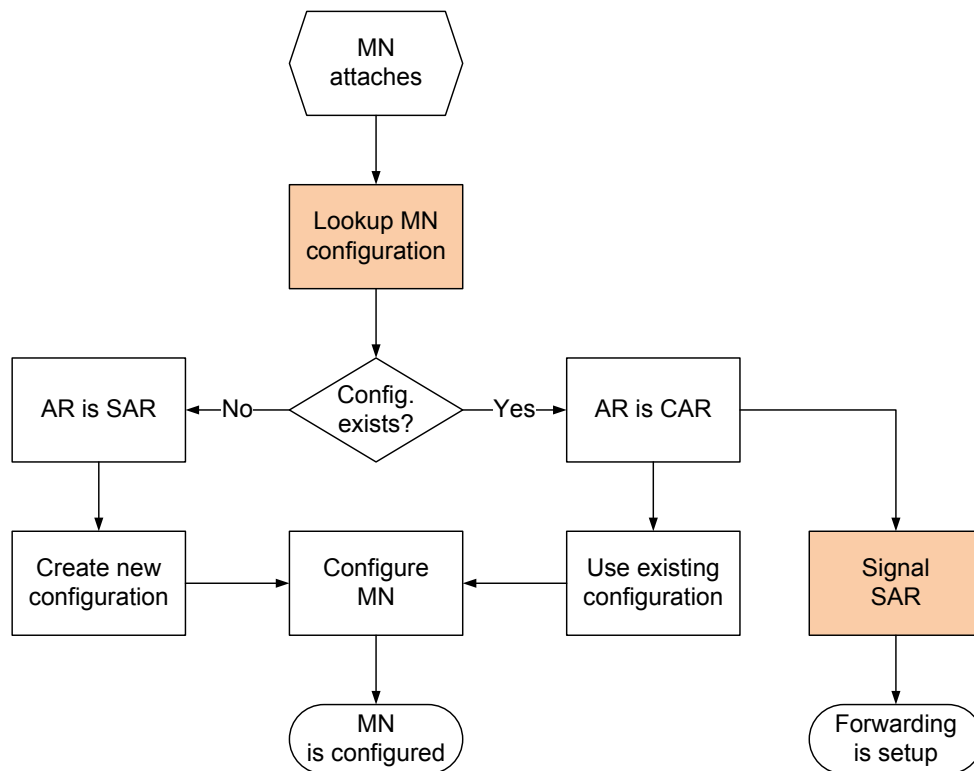 MN
attaches
Lookup MN
configuration
AR is SAR
No
Config.
exists?
Yes
AR is CAR
Create new
configuration
Configure
MN
Use existing
configuration
Signal
SAR
MN
is configured
Forwarding
is setup